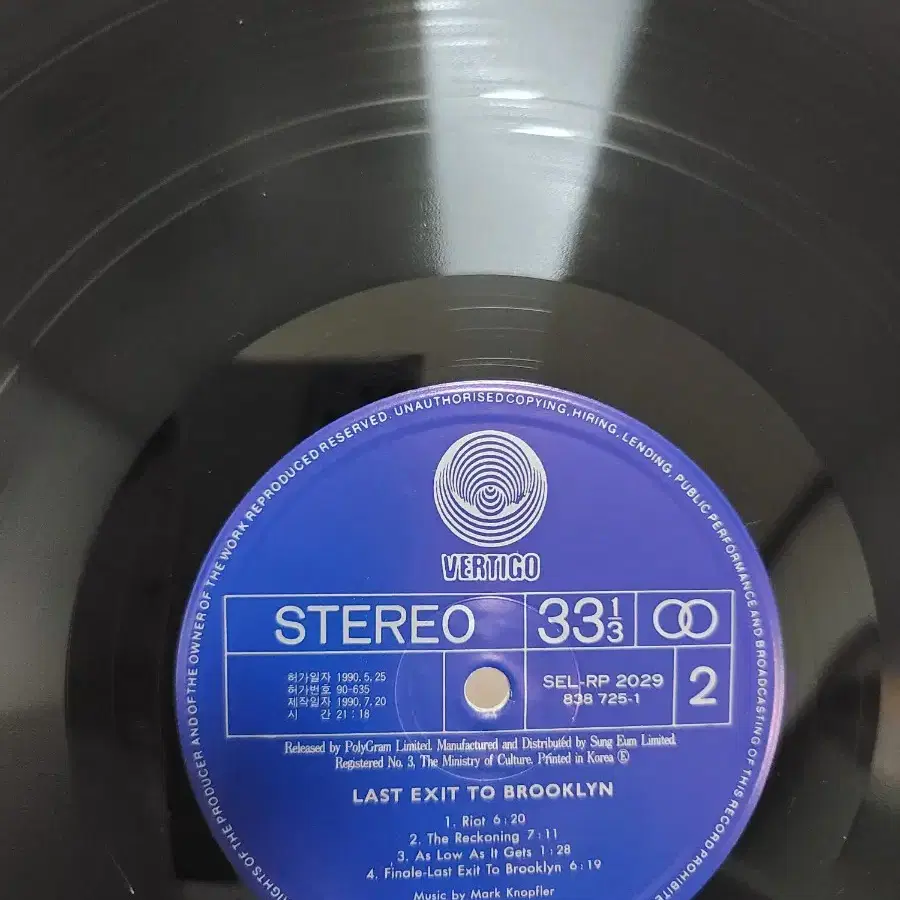 RIGHTS OF THE PRODUCER AND OF THE OWNER OF THE WORK REPRODUCED RESERVED. UNAUTHORISED COPYING, HIRING, LENDING, PUBLIC PERFORMANCE AND BROADCASTING OF THIS RECORD PROHIBITE
VERTIGO
STEREO
33 1/3
허가일자 1990. 5. 25
허가번호 90-635
제작일자 1990. 7. 20
시 간 21 : 18
SEL-RP 2029
838 725-1
2
Released by PolyGram Limited. Manufactured and Distributed by Sung Eum Limited.
Registered No. 3, The Ministry of Culture. Printed in Korea Ⓔ
LAST EXIT TO BROOKLYN
1. Riot 6:20
2. The Reckoning 7:11
3. As Low As It Gets 1:28
4. Finale-Last Exit To Brooklyn 6:19
Music by Mark Knopfler